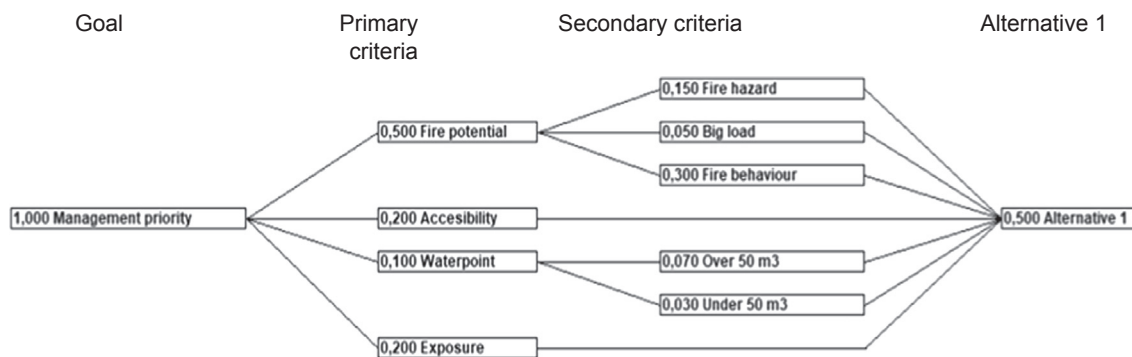 Goal
Primary
criteria
Secondary criteria
Alternative 1
0,150 Fire hazard
0,500 Fire potential
0,050 Big load
0,300 Fire behaviour
1,000 Management priority
0,200 Accesibility
0,500 Alternative 1
0,100 Waterpoint
0,070 Over 50 m3
0,030 Under 50 m3
0,200 Exposure